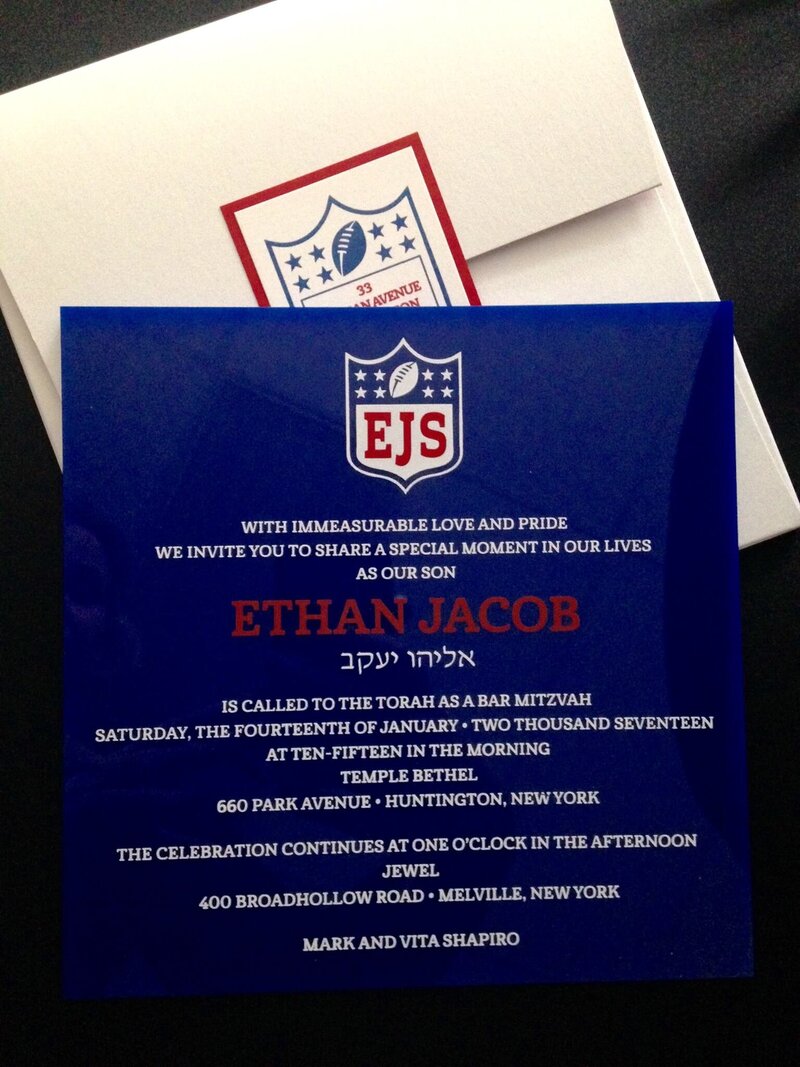 33
AVENUE
EJS
WITH IMMEASURABLE LOVE AND PRIDE
WE INVITE YOU TO SHARE A SPECIAL MOMENT IN OUR LIVES
AS OUR SON
ETHAN JACOB
אליהו יעקב
IS CALLED TO THE TORAH AS A BAR MITZVAH
SATURDAY, THE FOURTEENTH OF JANUARY • TWO THOUSAND SEVENTEEN
AT TEN-FIFTEEN IN THE MORNING
TEMPLE BETHEL
660 PARK AVENUE • HUNTINGTON, NEW YORK
THE CELEBRATION CONTINUES AT ONE O'CLOCK IN THE AFTERNOON
JEWEL
400 BROADHOLLOW ROAD • MELVILLE, NEW YORK
MARK AND VITA SHAPIRO